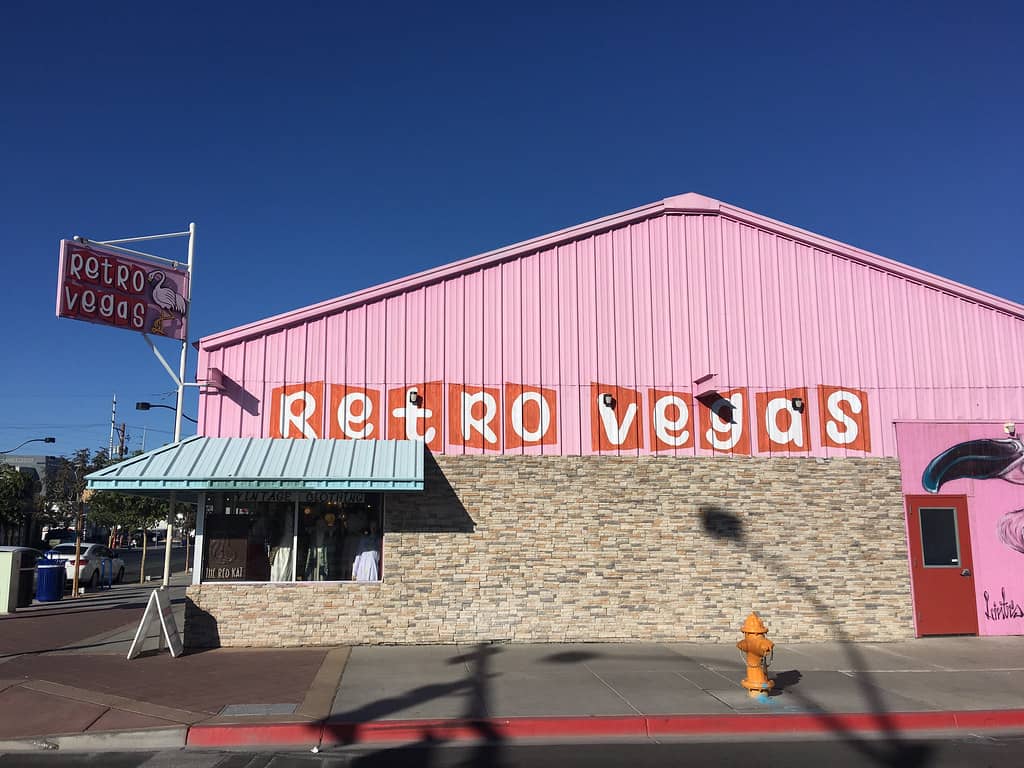 Retro
vegas
Retro vegas
VINTAGE CLOTHING
THE RED KAT